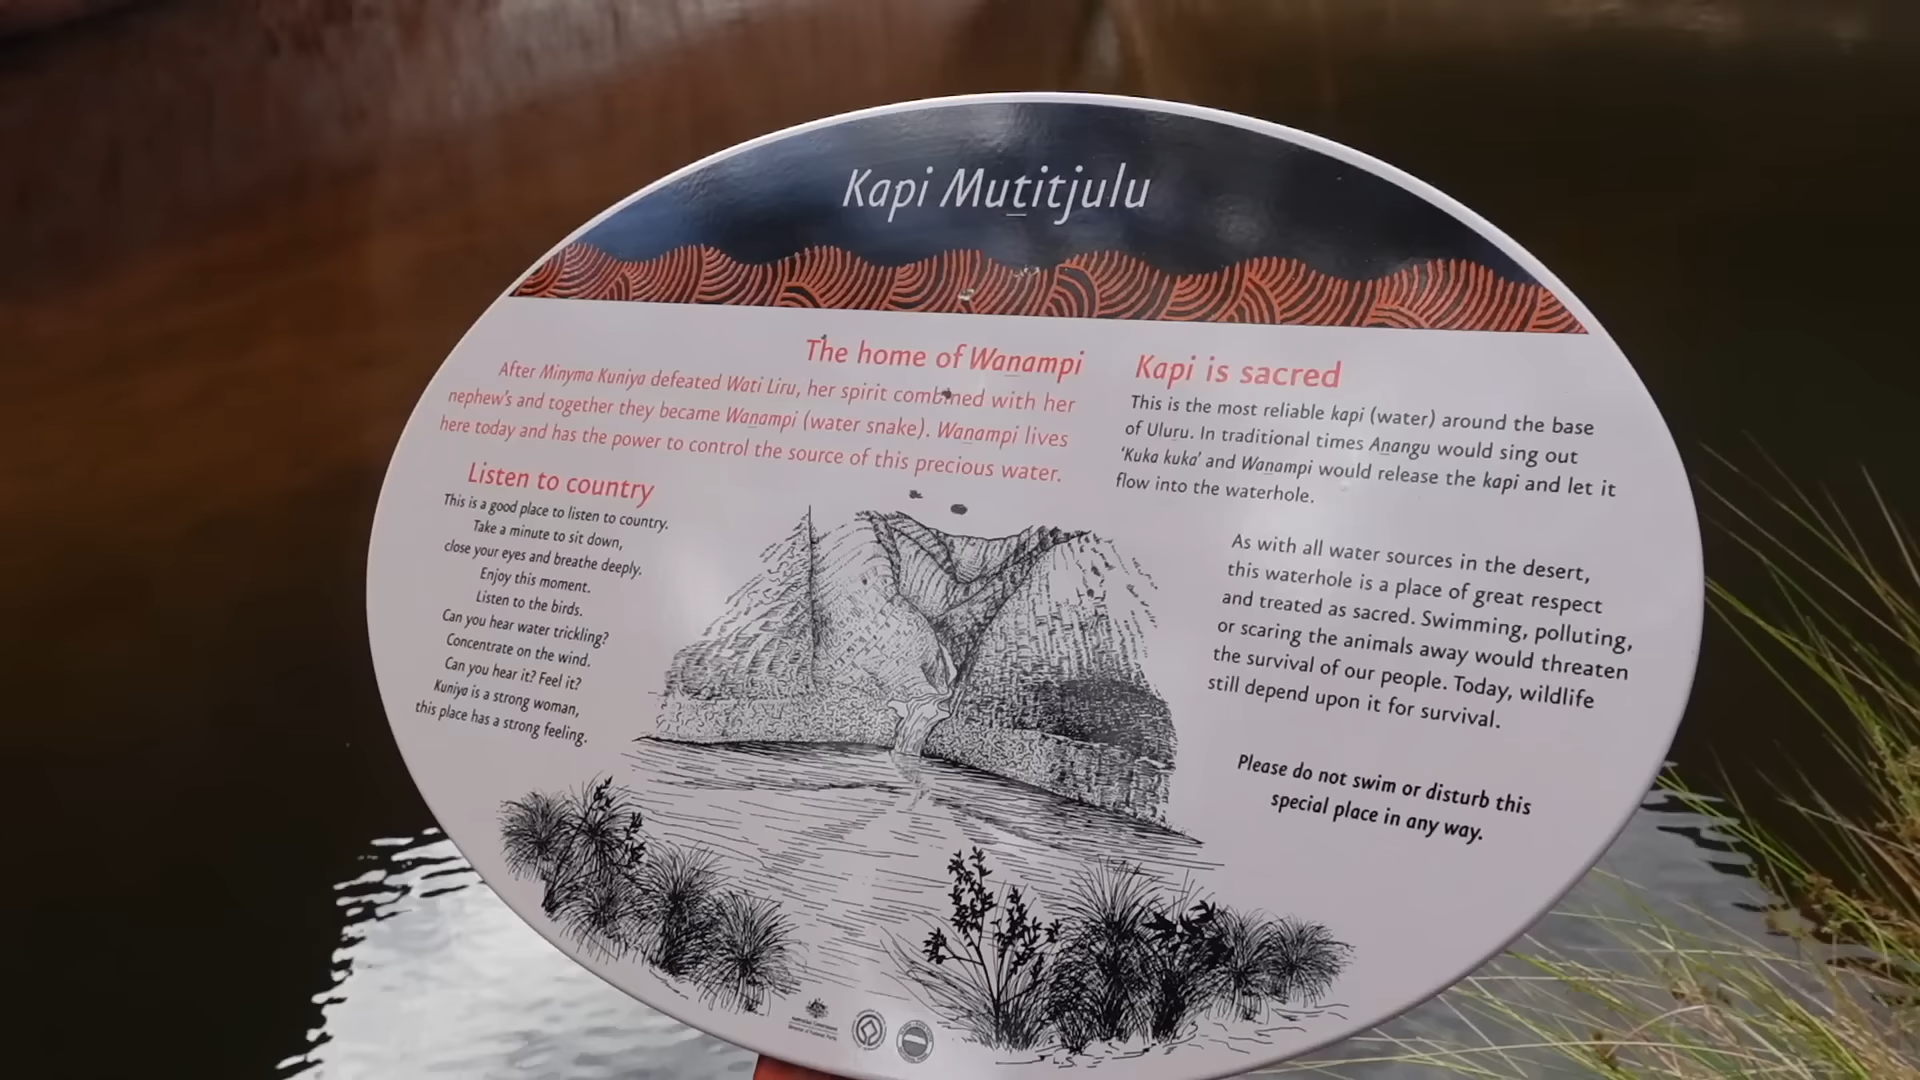 Kapi Muṯitjulu
The home of Wanampi
After Minyma Kuniya defeated Wati Liru, her spirit combined with her
nephew's and together they became Waṉampi (water snake). Waṉampi lives
here today and has the power to control the source of this precious water.
Listen to country
This is a good place to listen to country.
Take a minute to sit down,
close your eyes and breathe deeply.
Enjoy this moment.
Listen to the birds.
Can you hear water trickling?
Concentrate on the wind.
Can you hear it? Feel it?
Kuniya is a strong woman,
this place has a strong feeling.
Kapi is sacred
This is the most reliable kapi (water) around the base
of Uluṟu. In traditional times Aṉangu would sing out
'Kuka kuka' and Waṉampi would release the kapi and let it
flow into the waterhole.
As with all water sources in the desert,
this waterhole is a place of great respect
and treated as sacred. Swimming, polluting,
or scaring the animals away would threaten
the survival of our people. Today, wildlife
still depend upon it for survival.
Please do not swim or disturb this
special place in any way.
Australian Government